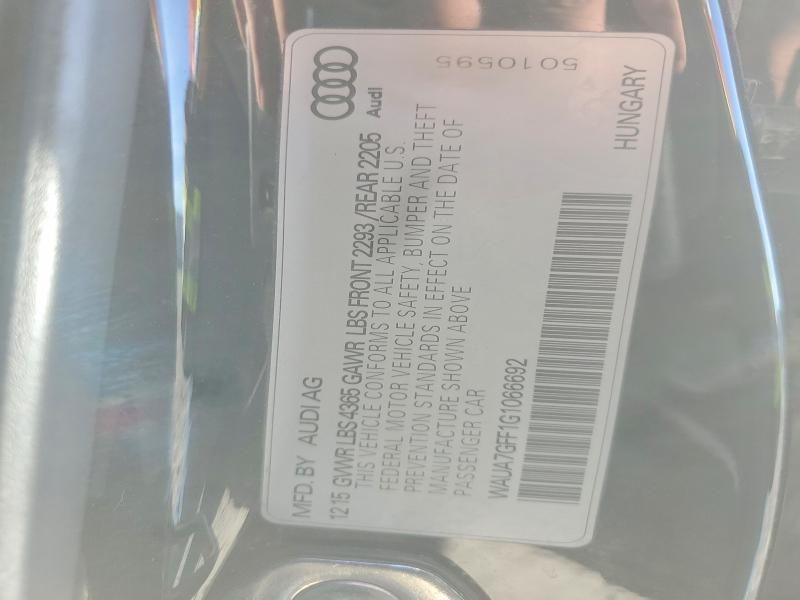 MFD. BY AUDI AG
12 15 GVWR LBS 4365 GAWR LBS FRONT 2293 / REAR 2205
THIS VEHICLE CONFORMS TO ALL APPLICABLE U.S.
FEDERAL MOTOR VEHICLE SAFETY, BUMPER AND THEFT
PREVENTION STANDARDS IN EFFECT ON THE DATE OF
MANUFACTURE SHOWN ABOVE
PASSENGER CAR
WAUA7GFF1G1066692
Audi
5010595
HUNGARY